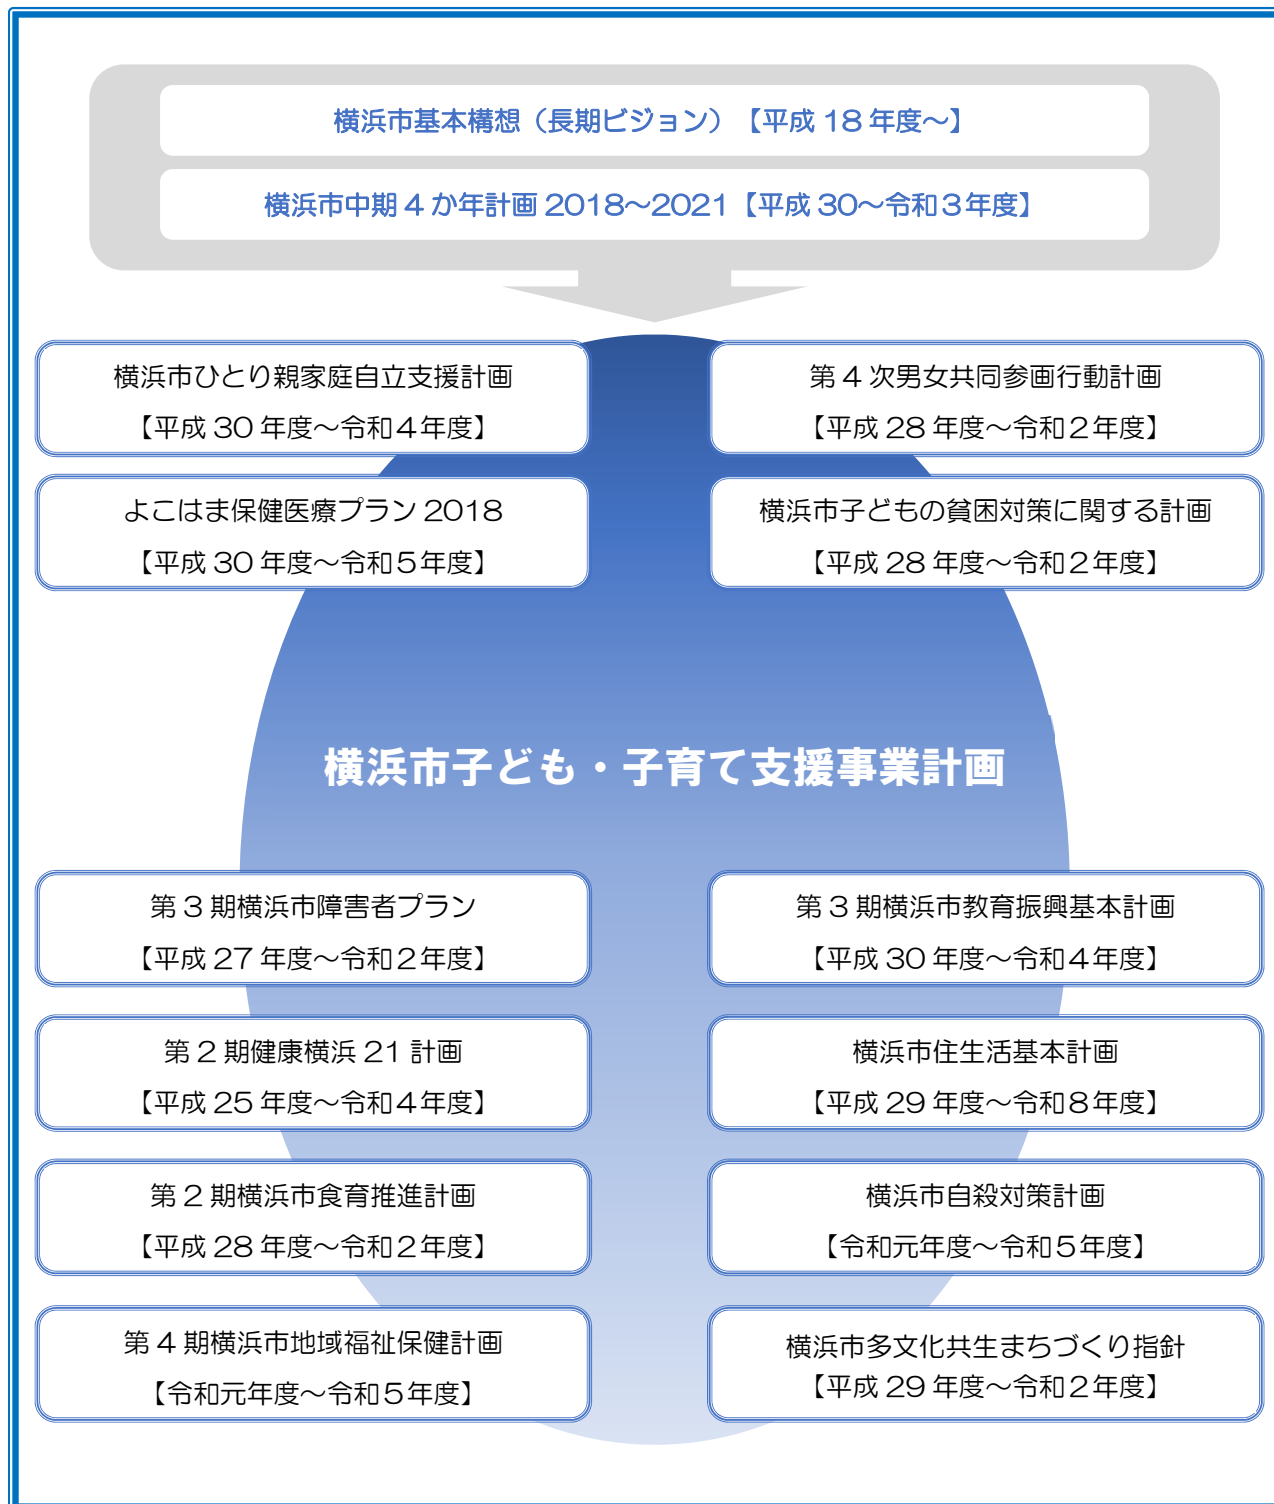 横浜市基本構想（長期ビジョン）【平成 18 年度～】
横浜市中期 4 か年計画 2018～2021【平成 30～令和３年度】
横浜市ひとり親家庭自立支援計画
【平成 30 年度～令和４年度】
第 4 次男女共同参画行動計画
【平成 28 年度～令和２年度】
よこはま保健医療プラン 2018
【平成 30 年度～令和５年度】
横浜市子どもの貧困対策に関する計画
【平成 28 年度～令和２年度】
横浜市子ども・子育て支援事業計画
第 3 期横浜市障害者プラン
【平成 27 年度～令和２年度】
第 3 期横浜市教育振興基本計画
【平成 30 年度～令和４年度】
第 2 期健康横浜 21 計画
【平成 25 年度～令和４年度】
横浜市住生活基本計画
【平成 29 年度～令和８年度】
第 2 期横浜市食育推進計画
【平成 28 年度～令和２年度】
横浜市自殺対策計画
【令和元年度～令和５年度】
第 4 期横浜市地域福祉保健計画
【令和元年度～令和５年度】
横浜市多文化共生まちづくり指針
【平成 29 年度～令和２年度】